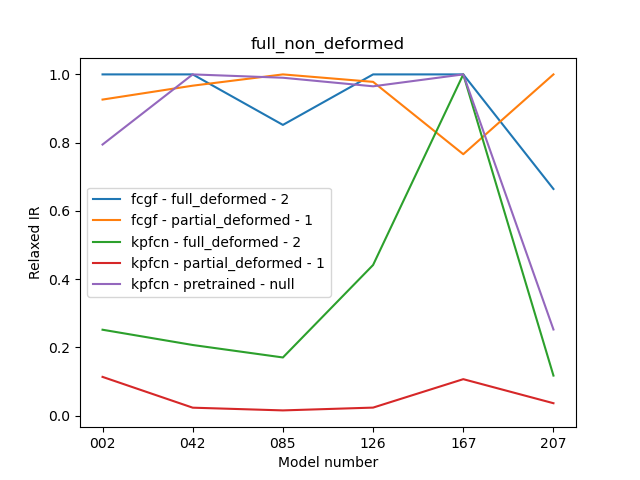 full_non_deformed
Relaxed IR
1.0
0.8
0.6
0.4
0.2
0.0
fcgf - full_deformed - 2
fcgf - partial_deformed - 1
kpfcn - full_deformed - 2
kpfcn - partial_deformed - 1
kpfcn - pretrained - null
002 042 085 126 167 207
Model number